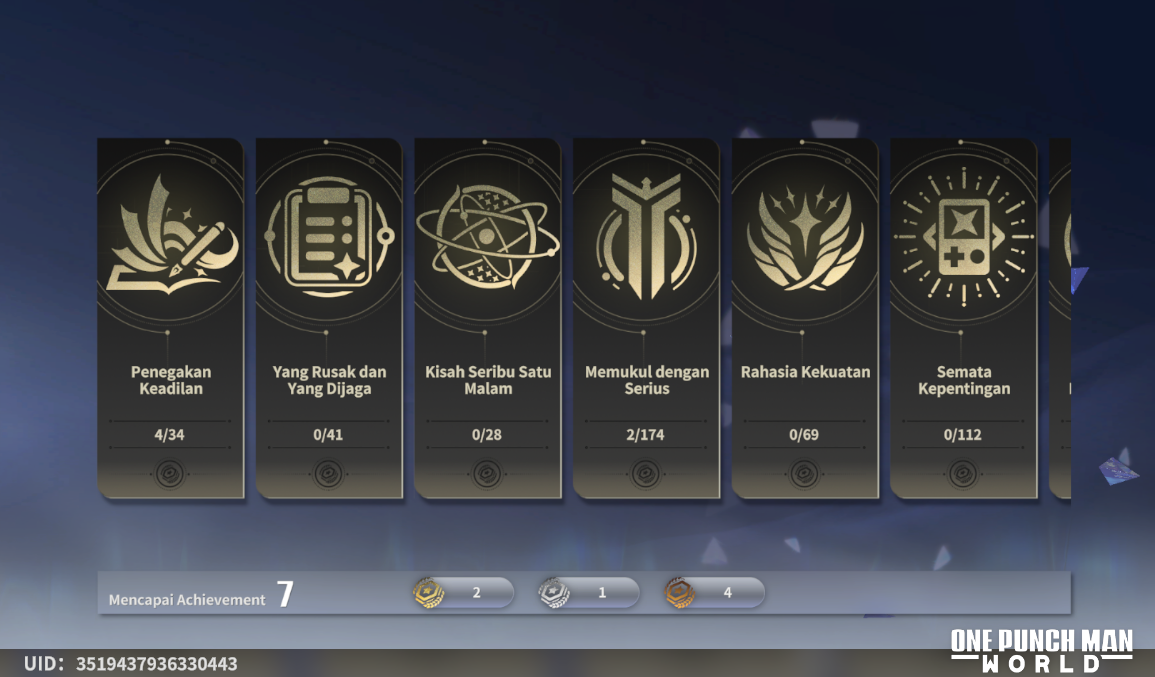 Penegakan
Keadilan
4/34
Yang Rusak dan
Yang Dijaga
0/41
Kisah Seribu Satu
Malam
0/28
Memukul dengan
Serius
2/174
Rahasia Kekuatan
0/69
Semata
Kepentingan
0/112
Mencapai Achievement 7
2
1
4
UID: 3519437936330443
ONE PUNCH MAN
WORLD